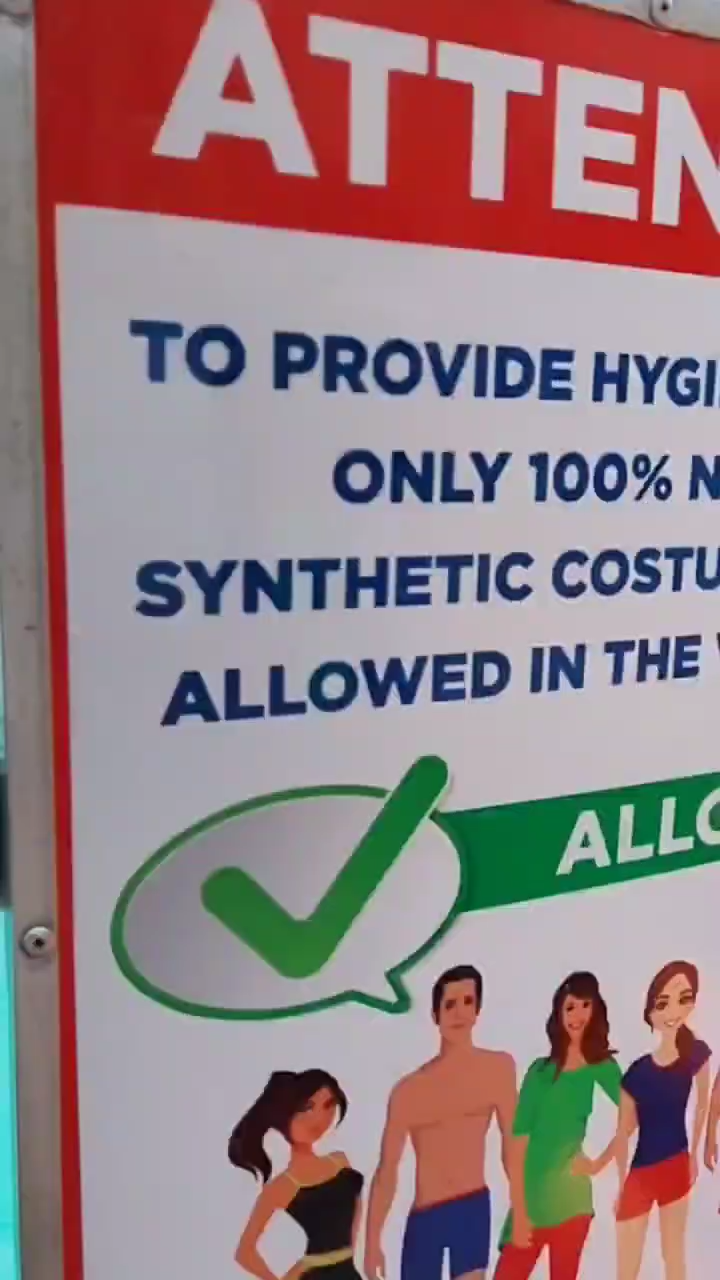 ATTEN
TO PROVIDE HYGI
ONLY 100% N
SYNTHETIC COSTU
ALLOWED IN THE
ALLO